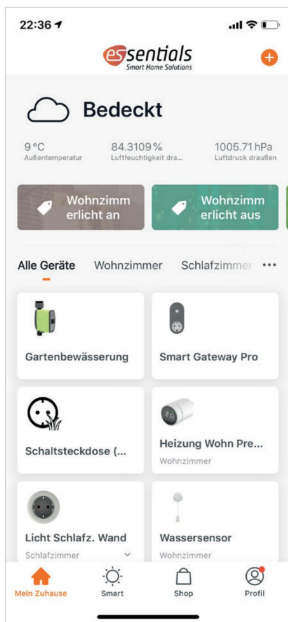 22:36
essentials
Smart Home Solutions
Bedeckt
9 °C
84.3109 %
1005.71 hPa
Außentemperatur
Luftfeuchtigkeit dra...
Luftdruck draußen
Wohnzimm
erlicht an
Wohnzimm
erlicht aus
Alle Geräte
Wohnzimmer
Schlafzimmer
Gartenbewässerung
Smart Gateway Pro
Schaltsteckdose (...
Heizung Wohn Pre...
Wohnzimmer
Licht Schlafz. Wand
Schlafzimmer
Wassersensor
Wohnzimmer
Mein Zuhause
Smart
Shop
Profil